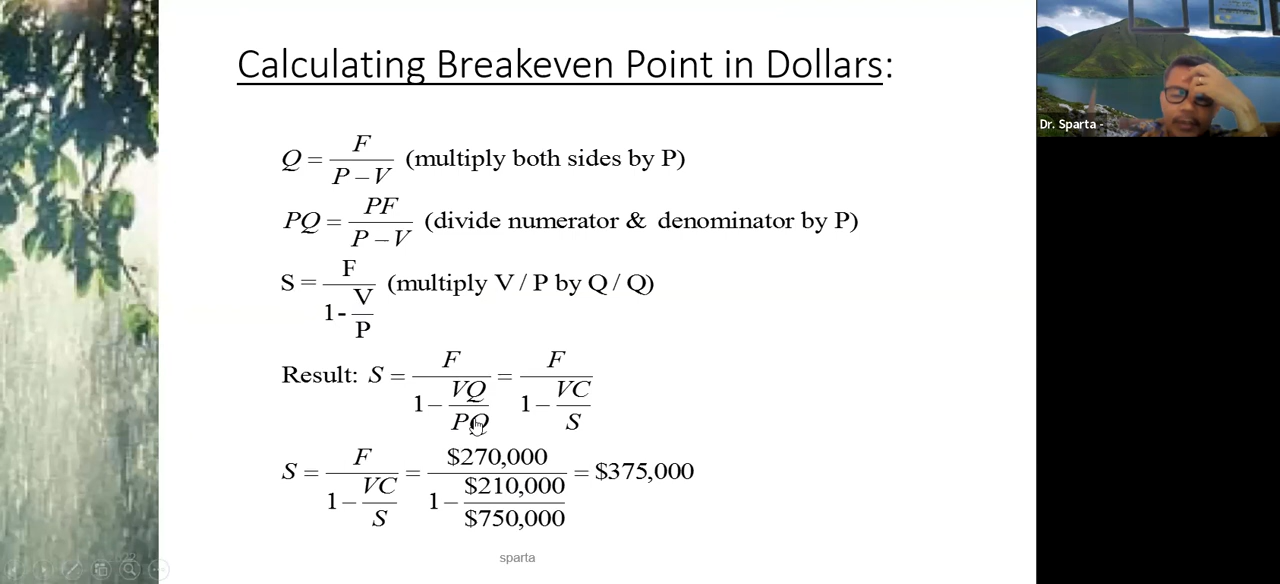 Calculating Breakeven Point in Dollars:
Q = F / (P – V) (multiply both sides by P)
PQ = PF / (P – V) (divide numerator & denominator by P)
S = F / (1 - V/P) (multiply V / P by Q / Q)
Result: S = F / (1 – VQ/PQ) = F / (1 – VC/S)
S = F / (1 – VC/S) = $270,000 / (1 – $210,000/$750,000) = $375,000
sparta
Dr. Sparta -